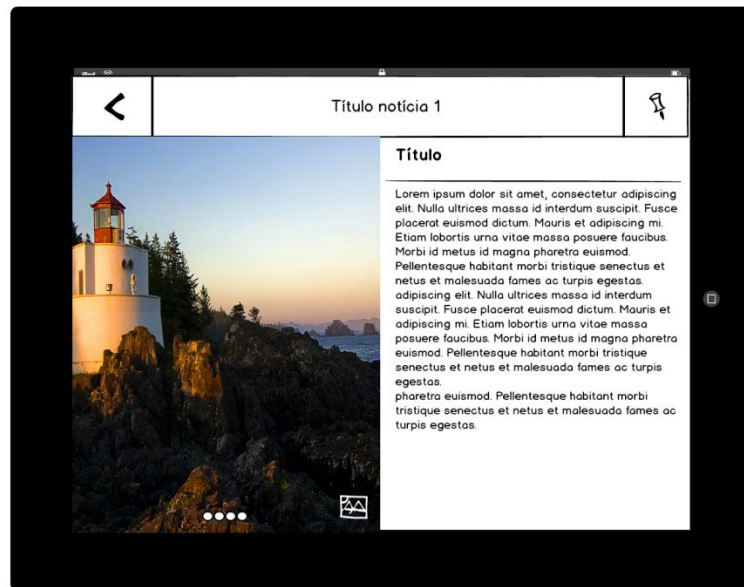 Título notícia 1
Título
Lorem ipsum dolor sit amet, consectetur adipiscing
elit. Nulla ultrices massa id interdum suscipit. Fusce
placerat euismod dictum. Mauris et adipiscing mi.
Etiam lobortis urna vitae massa posuere faucibus.
Morbi id metus id magna pharetra euismod.
Pellentesque habitant morbi tristique senectus et
netus et malesuada fames ac turpis egestas.
adipiscing elit. Nulla ultrices massa id interdum
suscipit. Fusce placerat euismod dictum. Mauris et
adipiscing mi. Etiam lobortis urna vitae massa
posuere faucibus. Morbi id metus id magna pharetra
euismod. Pellentesque habitant morbi tristique
senectus et netus et malesuada fames ac turpis
egestas.
pharetra euismod. Pellentesque habitant morbi
tristique senectus et netus et malesuada fames ac
turpis egestas.